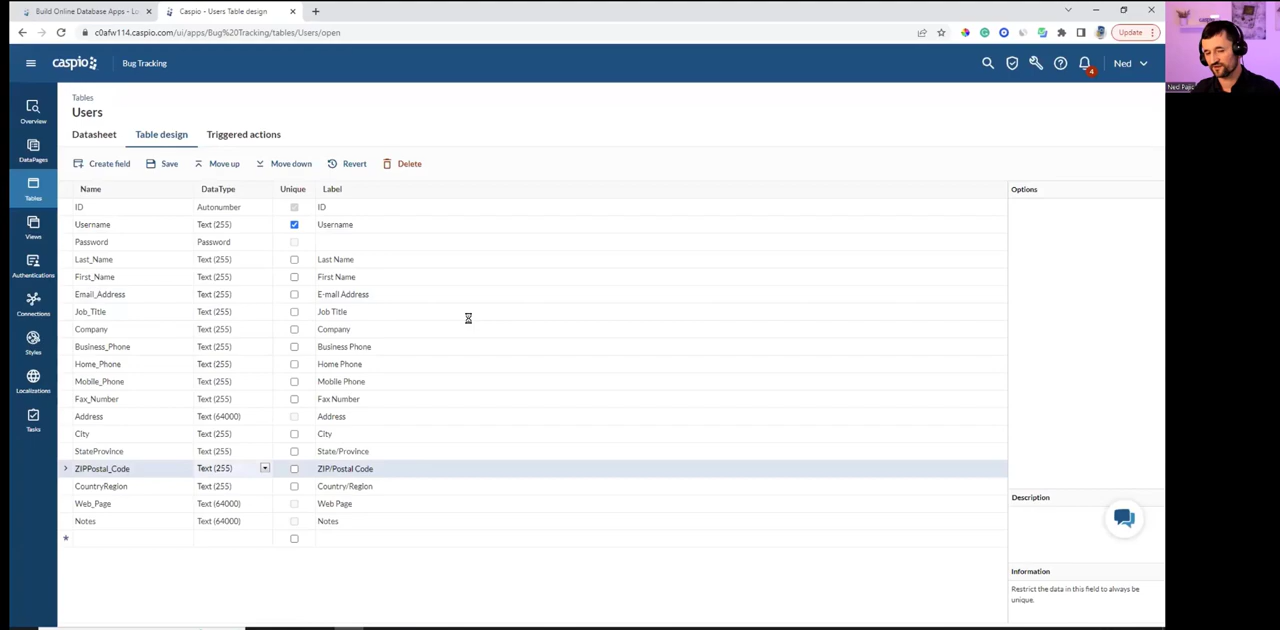 Build Online Database Apps - Lo
Caspio - Users Table design
c0afw114.caspio.com/ui/apps/Bug%20Tracking/tables/Users/open
Update
caspio
Bug Tracking
4
Ned
Ned Pajic
Overview
DataPages
Tables
Views
Authentications
Connections
Styles
Localizations
Tasks
Tables
Users
Datasheet Table design Triggered actions
Create field Save Move up Move down Revert Delete
Name DataType Unique Label
ID Autonumber ID
Username Text (255) Username
Password Password
Last_Name Text (255) Last Name
First_Name Text (255) First Name
Email_Address Text (255) E-mail Address
Job_Title Text (255) Job Title
Company Text (255) Company
Business_Phone Text (255) Business Phone
Home_Phone Text (255) Home Phone
Mobile_Phone Text (255) Mobile Phone
Fax_Number Text (255) Fax Number
Address Text (64000) Address
City Text (255) City
StateProvince Text (255) State/Province
ZIPPostal_Code Text (255) ZIP/Postal Code
CountryRegion Text (255) Country/Region
Web_Page Text (64000) Web Page
Notes Text (64000) Notes
Options
Description
Information
Restrict the data in this field to always be
unique.